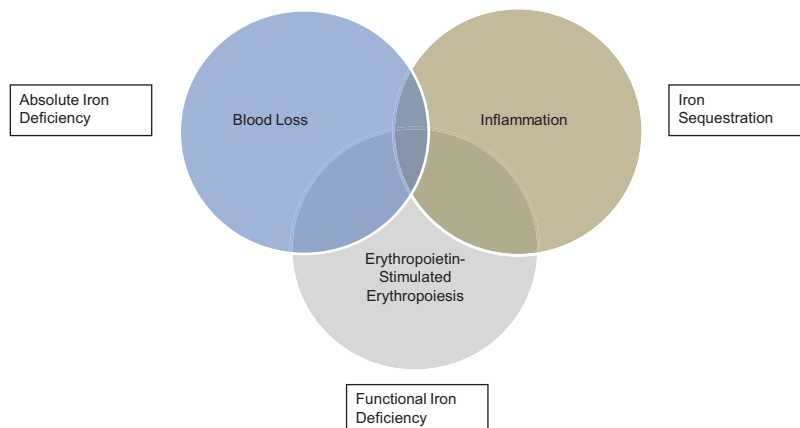 Absolute Iron
Deficiency
Blood Loss
Inflammation
Iron
Sequestration
Erythropoietin-
Stimulated
Erythropoiesis
Functional Iron
Deficiency